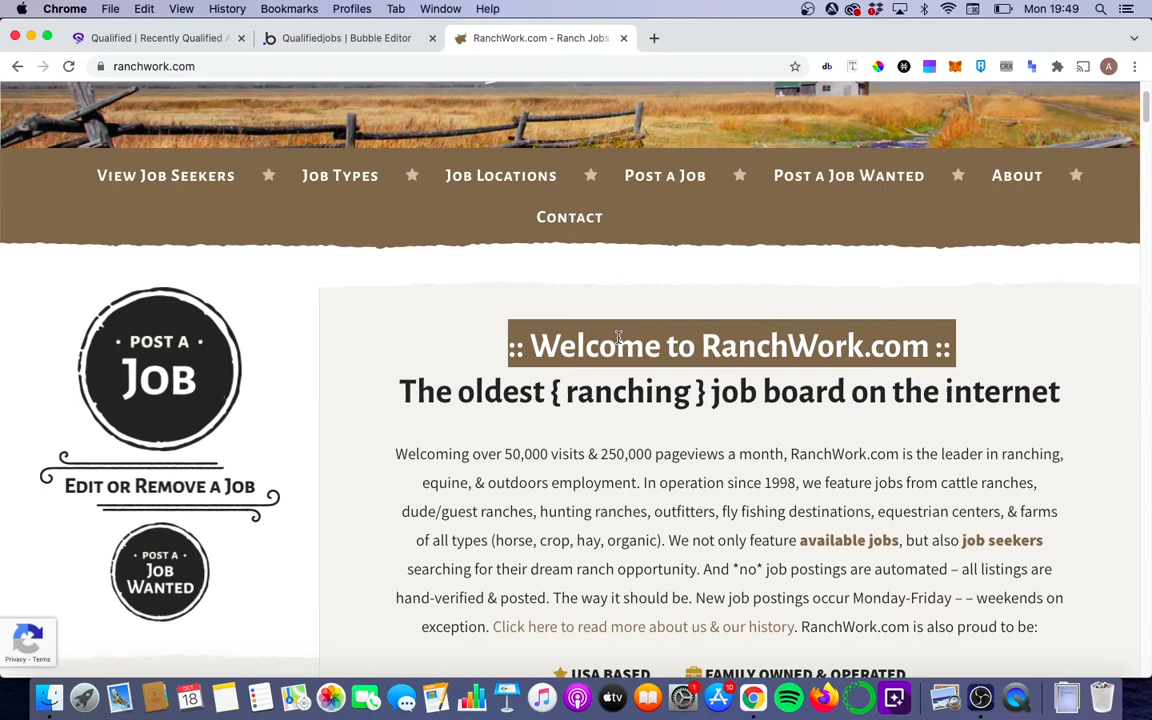 Chrome File Edit View History Bookmarks Profiles Tab Window Help Mon 19:49
Qualified | Recently Qualified A
Qualifiedjobs | Bubble Editor
RanchWork.com - Ranch Jobs
ranchwork.com
View Job Seekers Job Types Job Locations Post a Job Post a Job Wanted About
Contact
· POST A ·
Job
Edit or Remove a Job
· POST A ·
Job
Wanted
:: Welcome to RanchWork.com ::
The oldest { ranching } job board on the internet
Welcoming over 50,000 visits & 250,000 pageviews a month, RanchWork.com is the leader in ranching,
equine, & outdoors employment. In operation since 1998, we feature jobs from cattle ranches,
dude/guest ranches, hunting ranches, outfitters, fly fishing destinations, equestrian centers, & farms
of all types (horse, crop, hay, organic). We not only feature available jobs, but also job seekers
searching for their dream ranch opportunity. And *no* job postings are automated – all listings are
hand-verified & posted. The way it should be. New job postings occur Monday-Friday – – weekends on
exception. Click here to read more about us & our history. RanchWork.com is also proud to be:
USA BASED FAMILY OWNED & OPERATED
Privacy - Terms